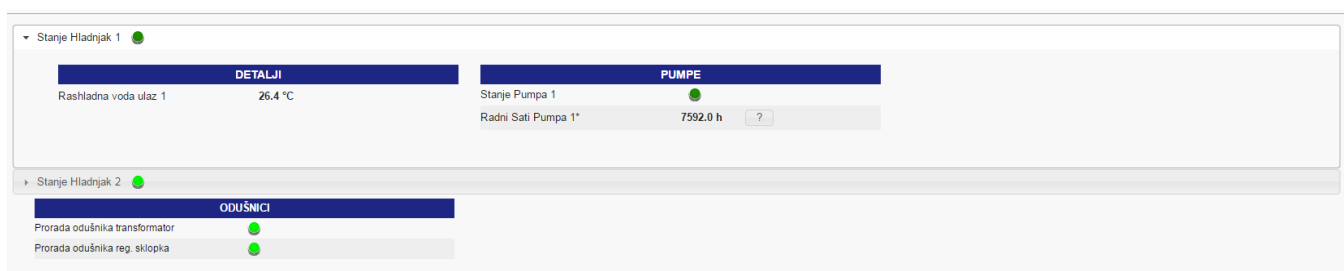 Stanje Hladnjak 1
DETALJI
Rashladna voda ulaz 1 26.4 °C
PUMPE
Stanje Pumpa 1
Radni Sati Pumpa 1* 7592.0 h ?
Stanje Hladnjak 2
ODUŠNICI
Prorada odušnika transformator
Prorada odušnika reg. sklopka